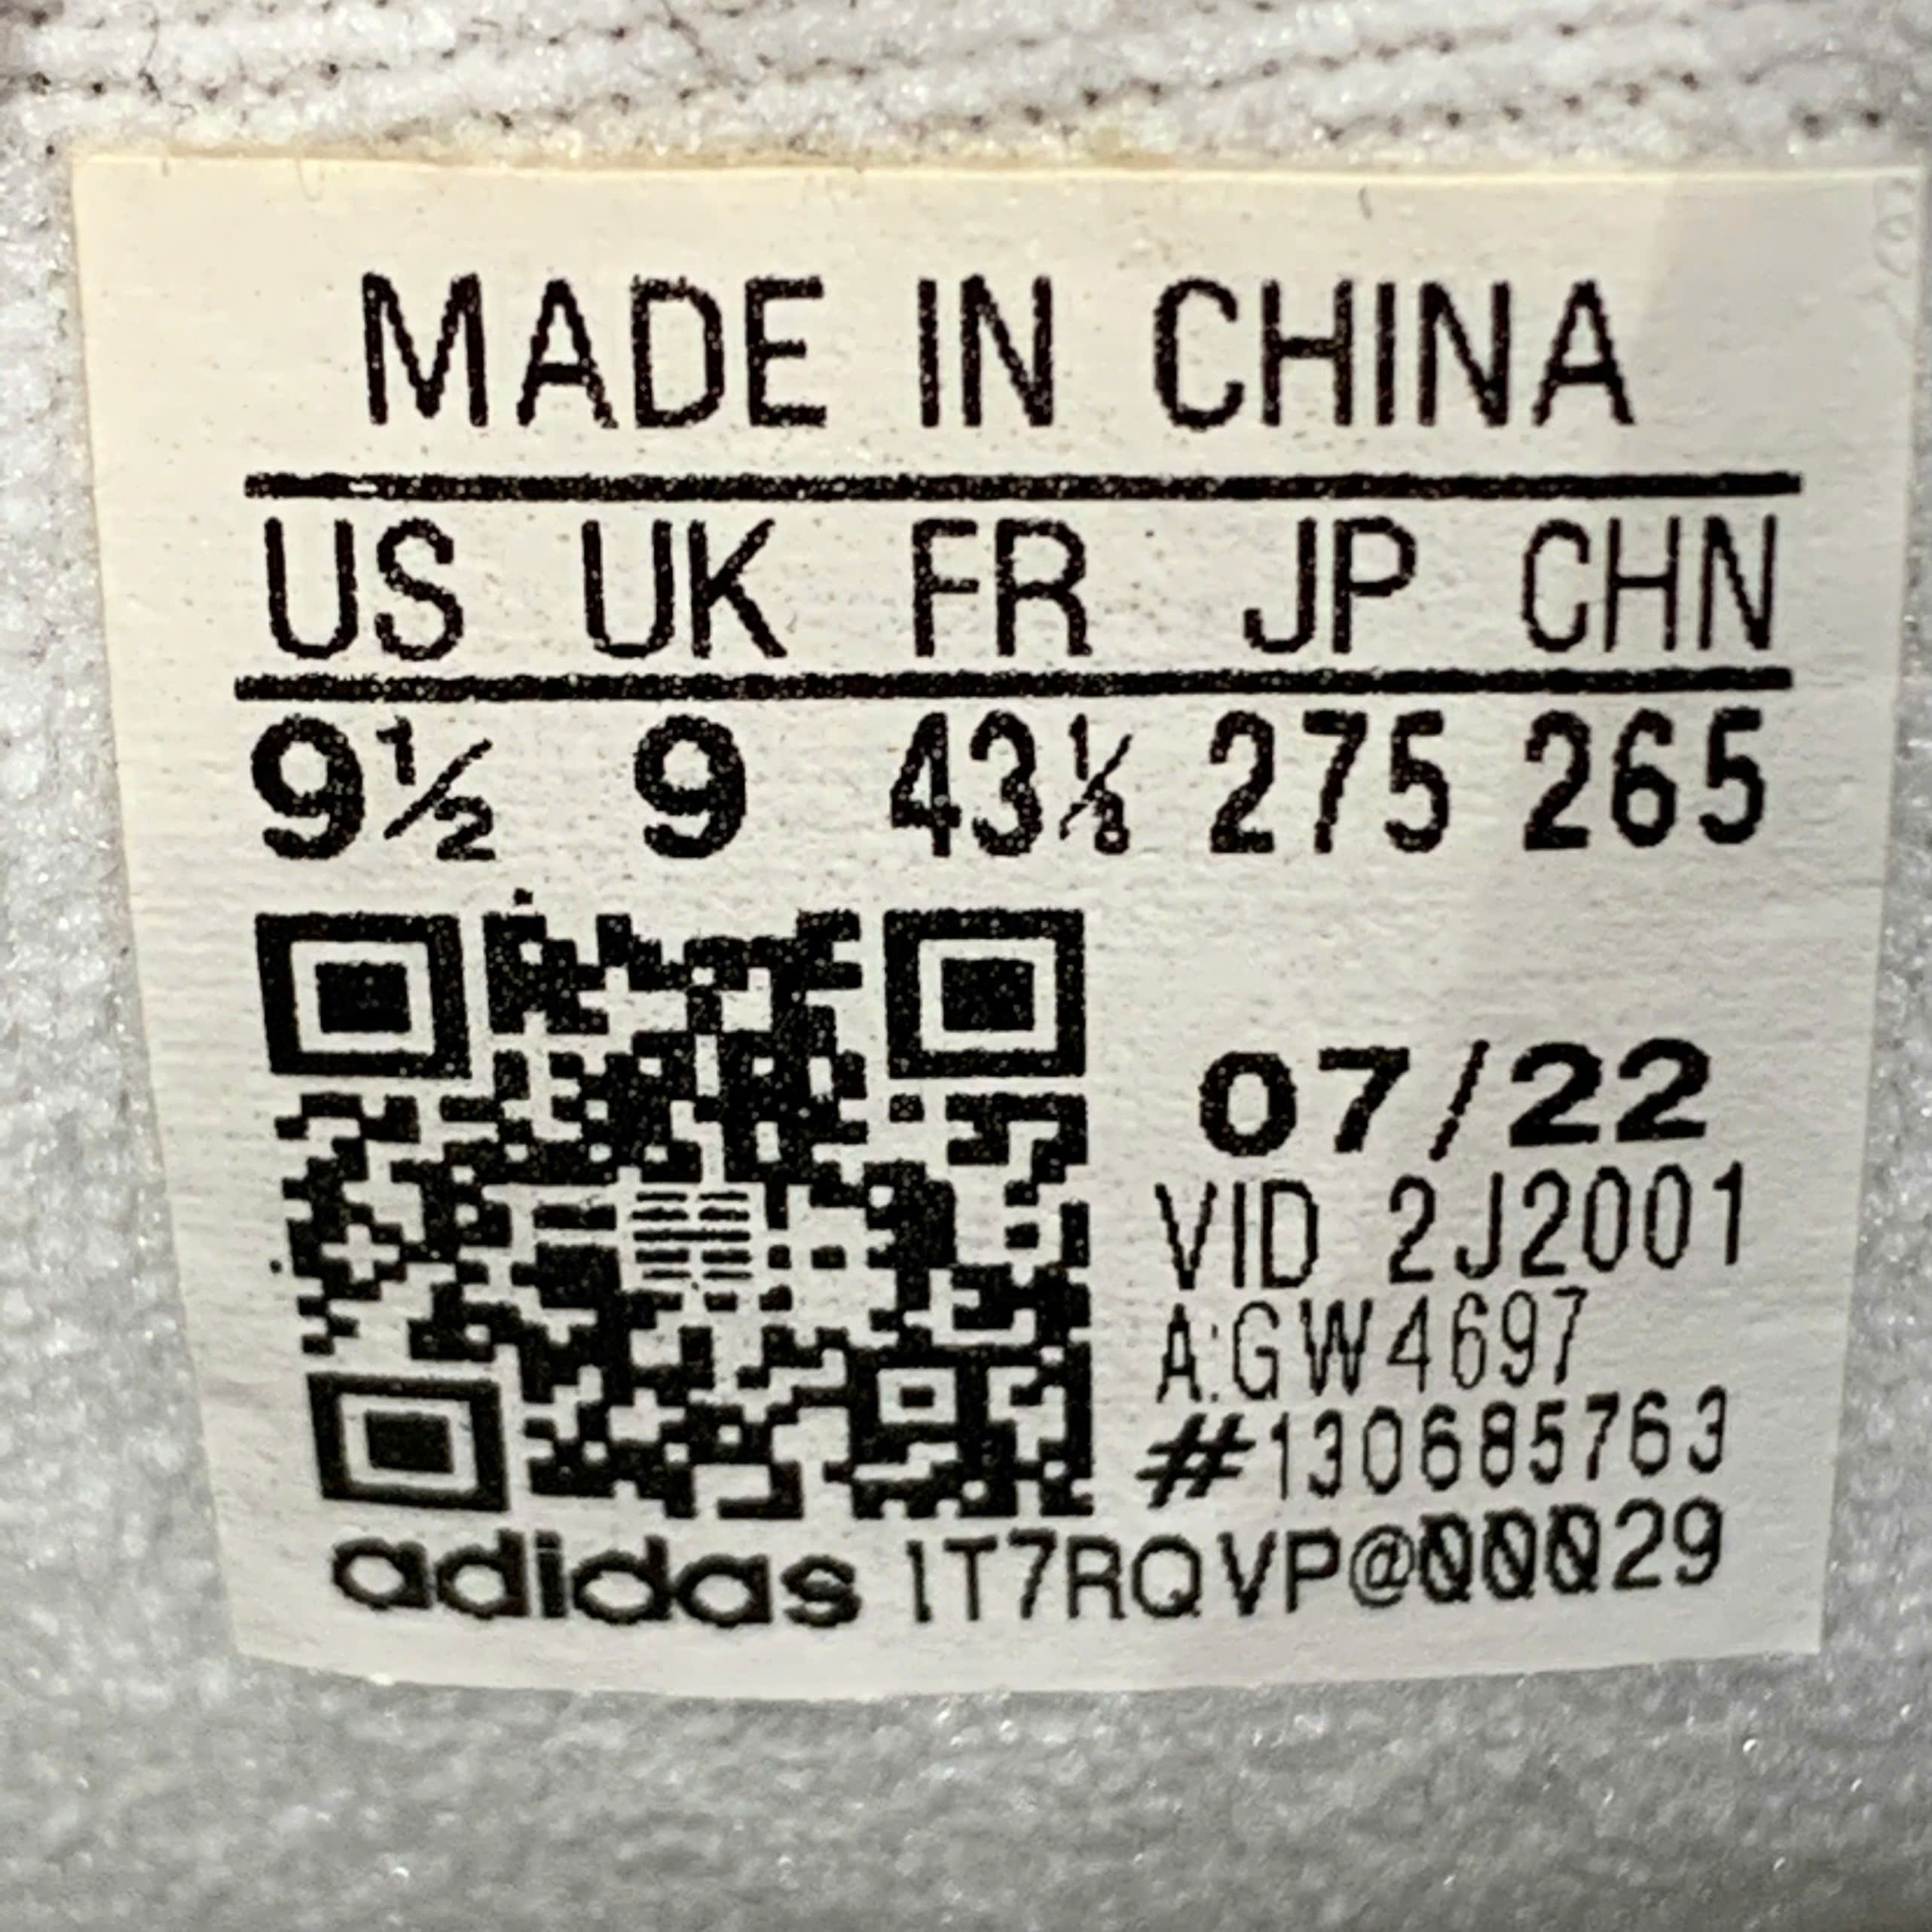 MADE IN CHINA
US UK FR JP CHN
9½ 9 43⅓ 275 265
07/22
VID 2J2001
A:GW4697
#130685763
adidas 1T7RQVP@00029